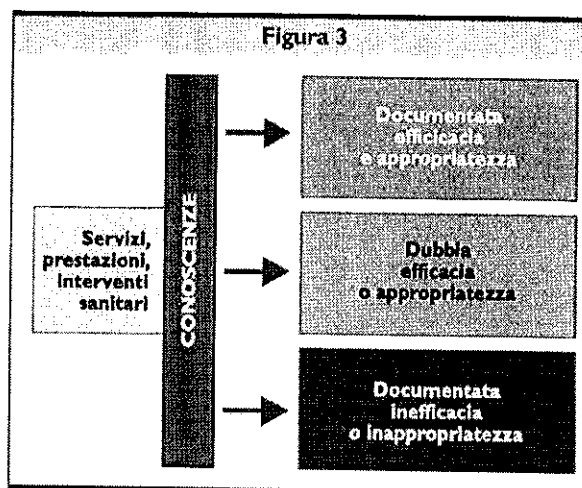 Figura 3
Servizi,
prestazioni,
interventi
sanitari
CONOSCENZE
Documentata
efficacia
e appropriatezza
Dubbia
efficacia
o appropriatezza
Documentata
inefficacia
o inappropriatezza